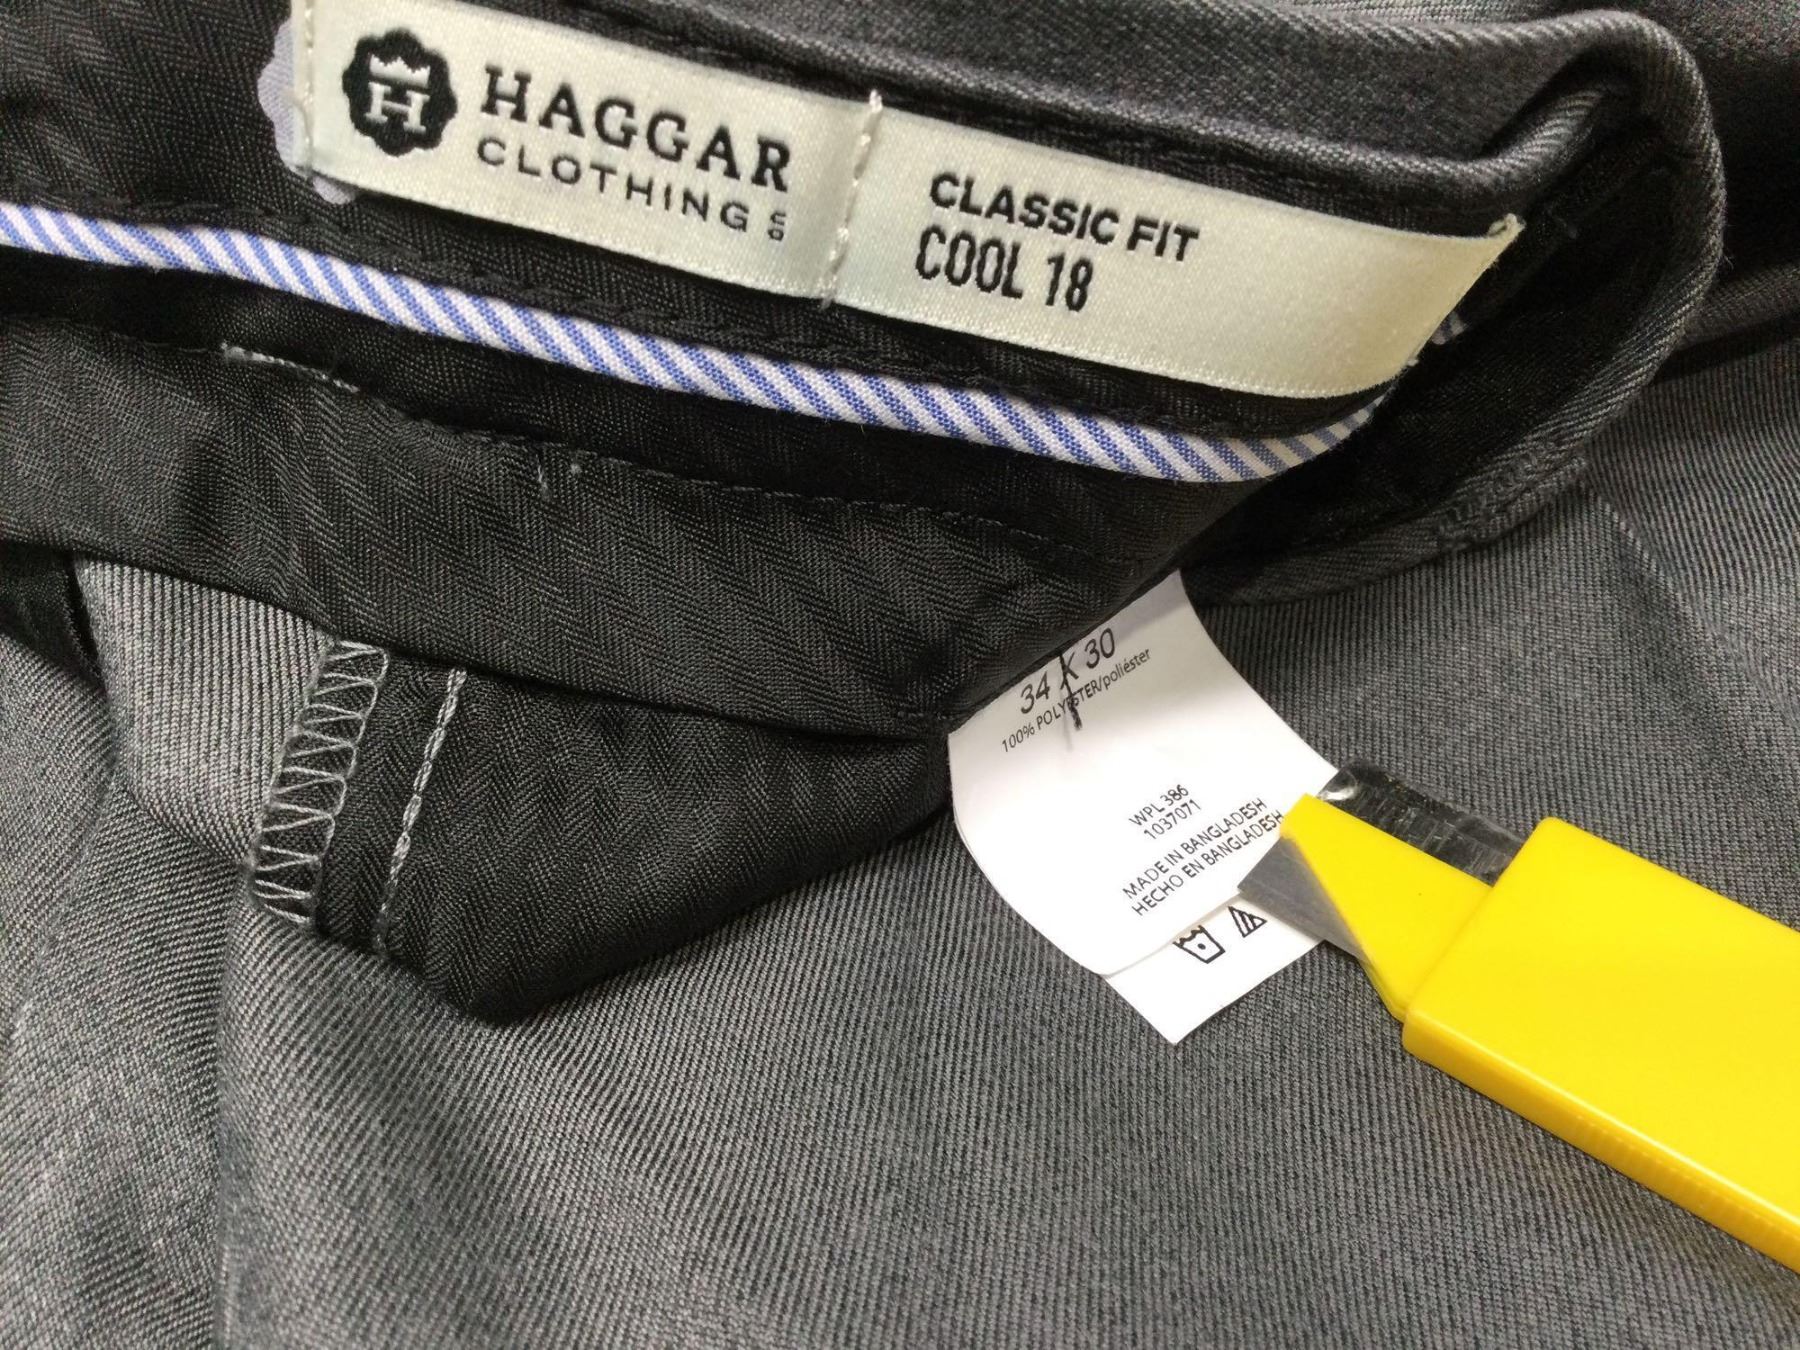 H
HAGGAR
CLOTHING CO
CLASSIC FIT
COOL 18
34 X 30
100% POLYESTER/poliéster
WPL 386
1037071
MADE IN BANGLADESH
HECHO EN BANGLADESH